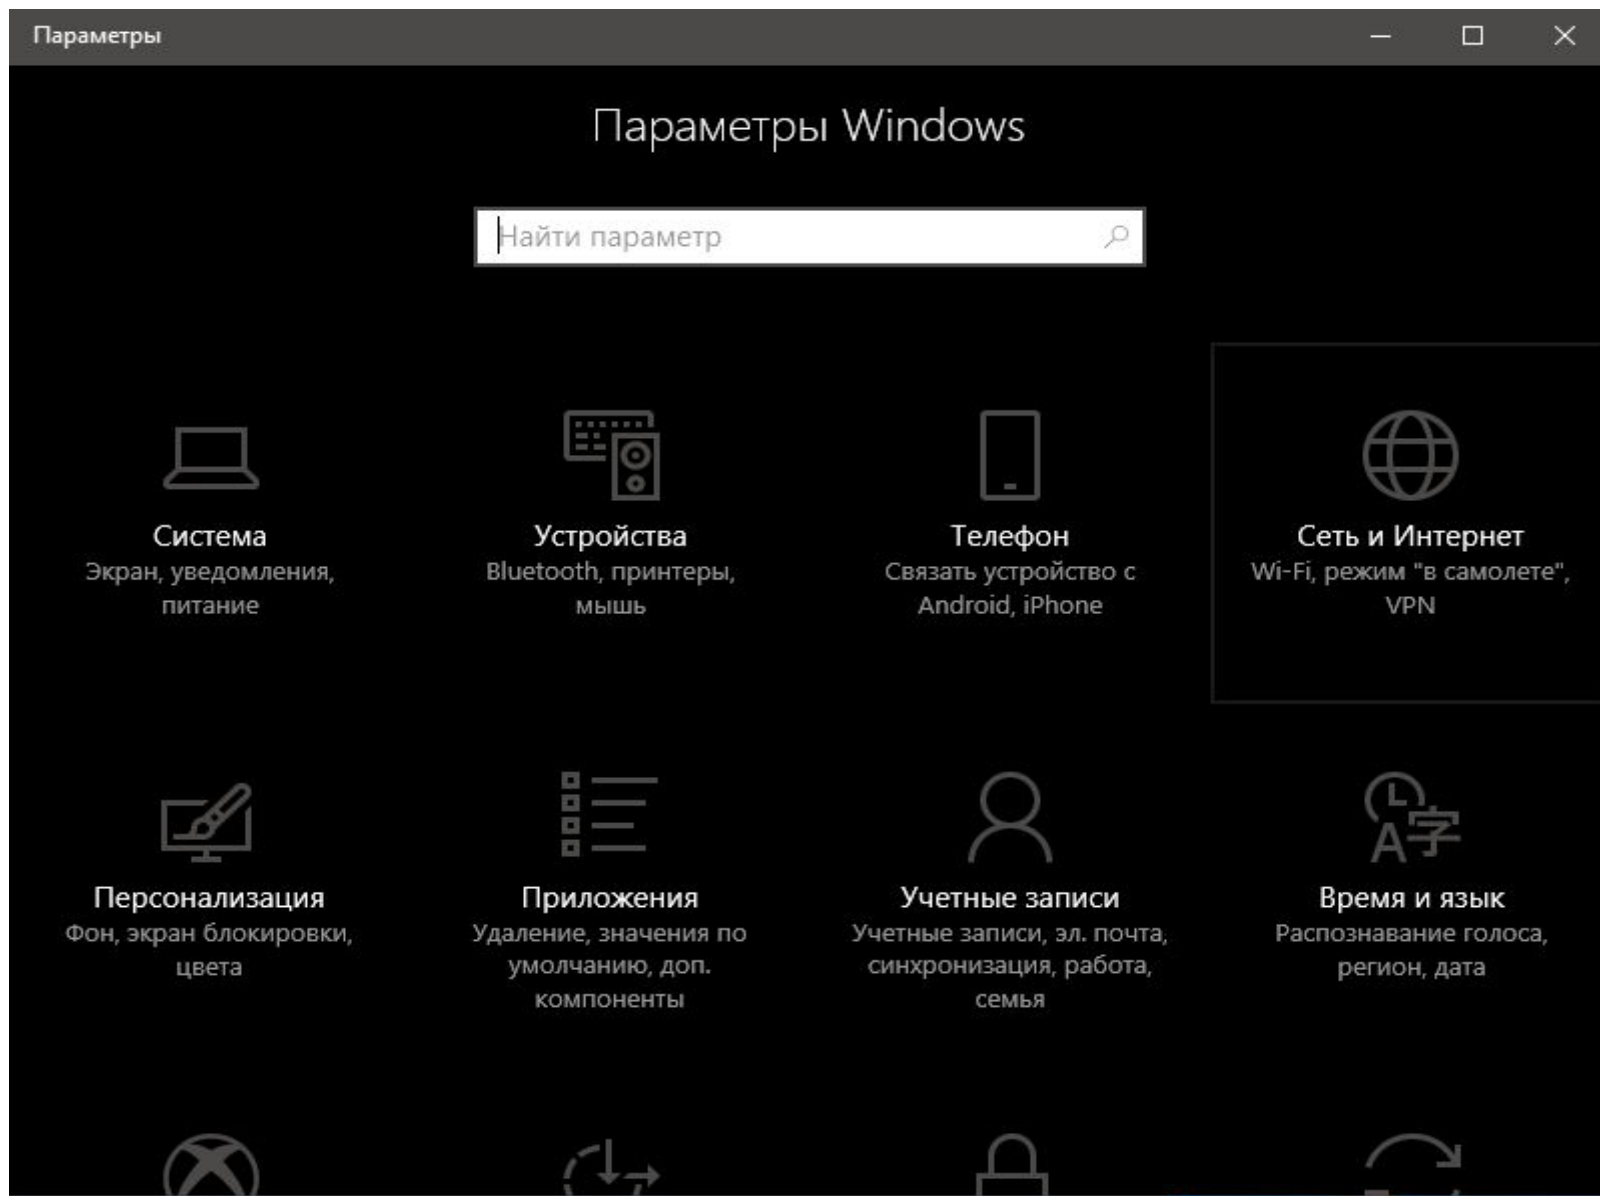 Параметры
Параметры Windows
Найти параметр
Система
Экран, уведомления,
питание
Устройства
Bluetooth, принтеры,
мышь
Телефон
Связать устройство с
Android, iPhone
Сеть и Интернет
Wi-Fi, режим "в самолете",
VPN
Персонализация
Фон, экран блокировки,
цвета
Приложения
Удаление, значения по
умолчанию, доп.
компоненты
Учетные записи
Учетные записи, эл. почта,
синхронизация, работа,
семья
Время и язык
Распознавание голоса,
регион, дата